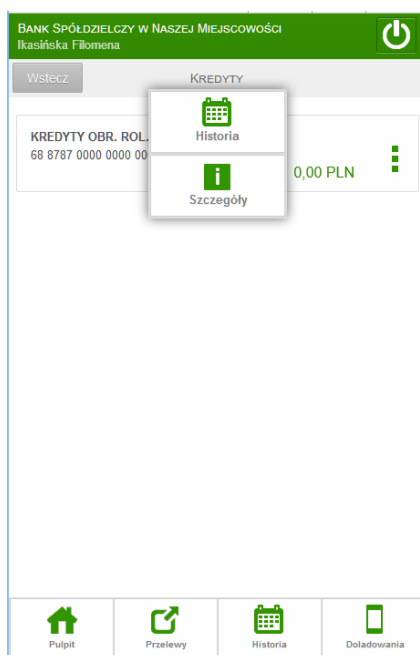 BANK SPÓŁDZIELCZY W NASZEJ MIEJSCOWOŚCI
Ikasińska Filomena
Wstecz
KREDYTY
Historia
KREDYTY OBR. ROL.
68 8787 0000 0000 00
0,00 PLN
Szczegóły
Pulpit
Przelewy
Historia
Doładowania